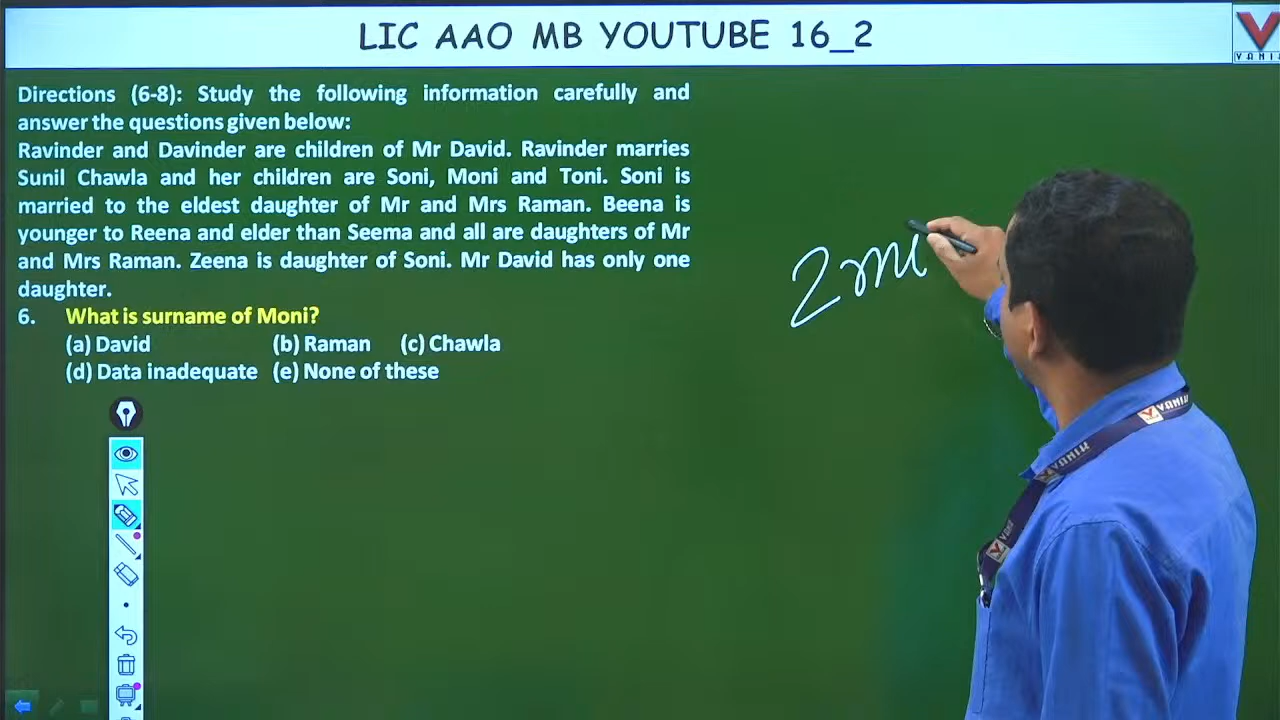 LIC AAO MB YOUTUBE 16_2
VANIK
Directions (6-8): Study the following information carefully and
answer the questions given below:
Ravinder and Davinder are children of Mr David. Ravinder marries
Sunil Chawla and her children are Soni, Moni and Toni. Soni is
married to the eldest daughter of Mr and Mrs Raman. Beena is
younger to Reena and elder than Seema and all are daughters of Mr
and Mrs Raman. Zeena is daughter of Soni. Mr David has only one
daughter.
6. What is surname of Moni?
(a) David (b) Raman (c) Chawla
(d) Data inadequate (e) None of these
VANIK
VANIK
VANIK